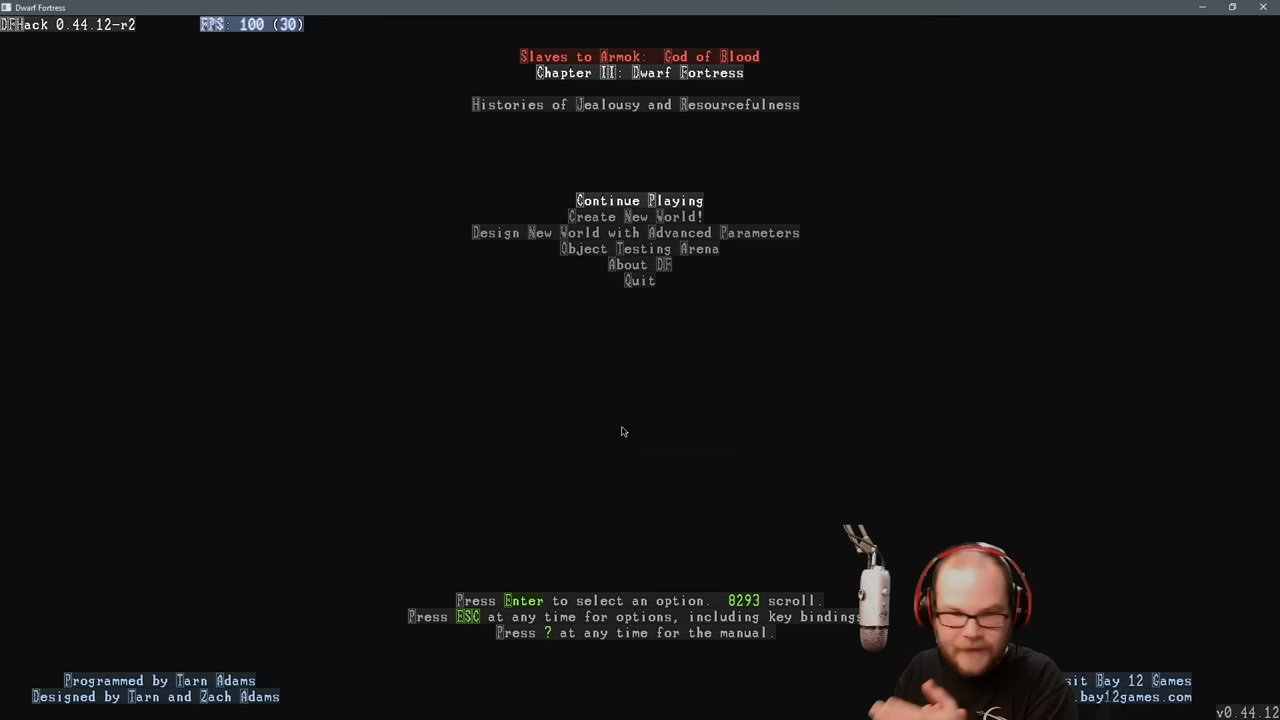 Dwarf Fortress
DFHack 0.44.12-r2
FPS: 100 (30)
Slaves to Armok: God of Blood
Chapter II: Dwarf Fortress
Histories of Jealousy and Resourcefulness
Continue Playing
Create New World!
Design New World with Advanced Parameters
Object Testing Arena
About DF
Quit
Press Enter to select an option. 8293 scroll.
Press ESC at any time for options, including key bindings
Press ? at any time for the manual.
Programmed by Tarn Adams
Designed by Tarn and Zach Adams
sit Bay 12 Games
.bay12games.com
v0.44.12